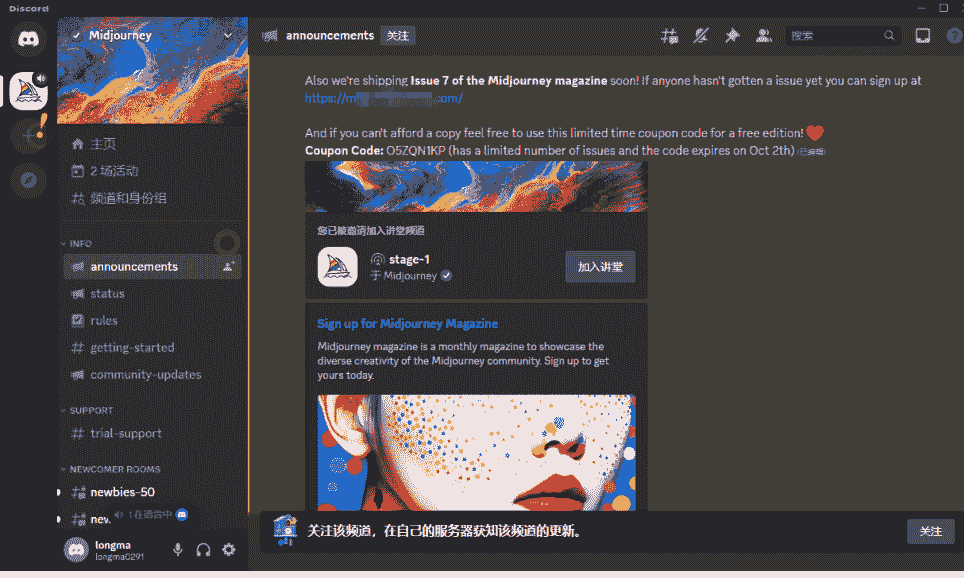 Discord
Midjourney
主页
2 场活动
频道和身份组
INFO
announcements
status
rules
getting-started
community-updates
SUPPORT
trial-support
NEWCOMER ROOMS
newbies-50
nev
1 在语音中
longma
longma0291
announcements
关注
搜索
Also we're shipping Issue 7 of the Midjourney magazine soon! If anyone hasn't gotten a issue yet you can sign up at
https://m
om/
And if you can't afford a copy feel free to use this limited time coupon code for a free edition!
Coupon Code: O5ZQN1KP (has a limited number of issues and the code expires on Oct 2th) (已编辑)
您已被邀请加入讲堂频道
stage-1
于 Midjourney
加入讲堂
Sign up for Midjourney Magazine
Midjourney magazine is a monthly magazine to showcase the
diverse creativity of the Midjourney community. Sign up to get
yours today.
关注该频道，在自己的服务器获知该频道的更新。
关注